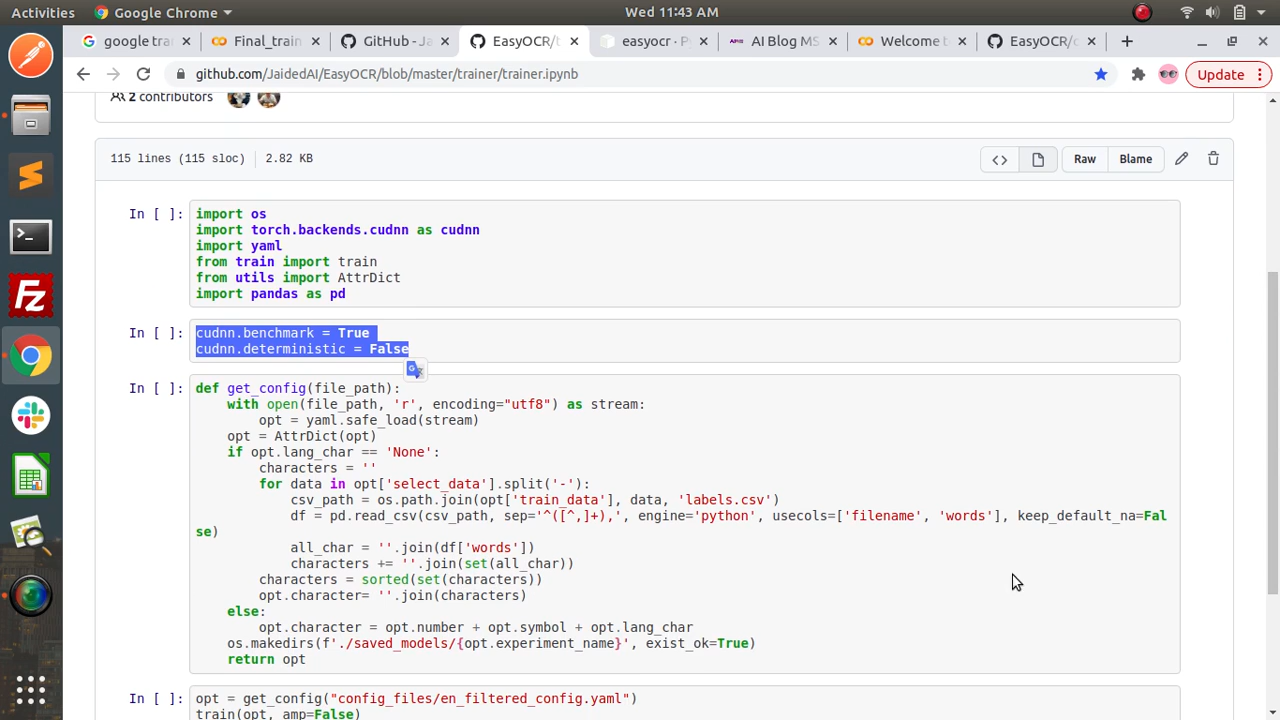 Activities
Google Chrome
Wed 11:43 AM
google tra
Final_train
GitHub - Ja
EasyOCR/t
easyocr · P
AI Blog MS
Welcome t
EasyOCR/c
github.com/JaidedAI/EasyOCR/blob/master/trainer/trainer.ipynb
Update
2 contributors
115 lines (115 sloc) 2.82 KB
Raw
Blame
In [ ]: import os
import torch.backends.cudnn as cudnn
import yaml
from train import train
from utils import AttrDict
import pandas as pd
In [ ]: cudnn.benchmark = True
cudnn.deterministic = False
In [ ]: def get_config(file_path):
with open(file_path, 'r', encoding="utf8") as stream:
opt = yaml.safe_load(stream)
opt = AttrDict(opt)
if opt.lang_char == 'None':
characters = ''
for data in opt['select_data'].split('-'):
csv_path = os.path.join(opt['train_data'], data, 'labels.csv')
df = pd.read_csv(csv_path, sep='^([^,]+),', engine='python', usecols=['filename', 'words'], keep_default_na=Fal
se)
all_char = ''.join(df['words'])
characters += ''.join(set(all_char))
characters = sorted(set(characters))
opt.character= ''.join(characters)
else:
opt.character = opt.number + opt.symbol + opt.lang_char
os.makedirs(f'./saved_models/{opt.experiment_name}', exist_ok=True)
return opt
In [ ]: opt = get_config("config_files/en_filtered_config.yaml")
train(opt, amp=False)